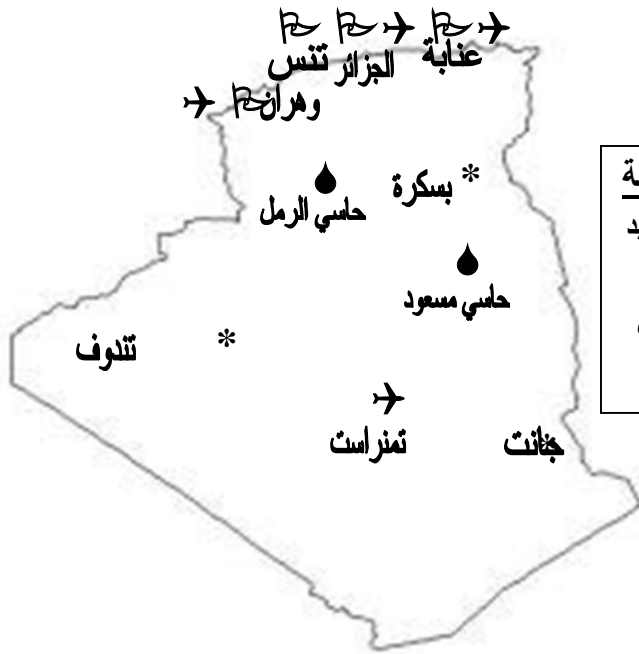 عنابة
الجزائر
تنس
وهران
بسكرة
حاسي الرمل
حاسي مسعود
تندوف
تمنراست
جانت